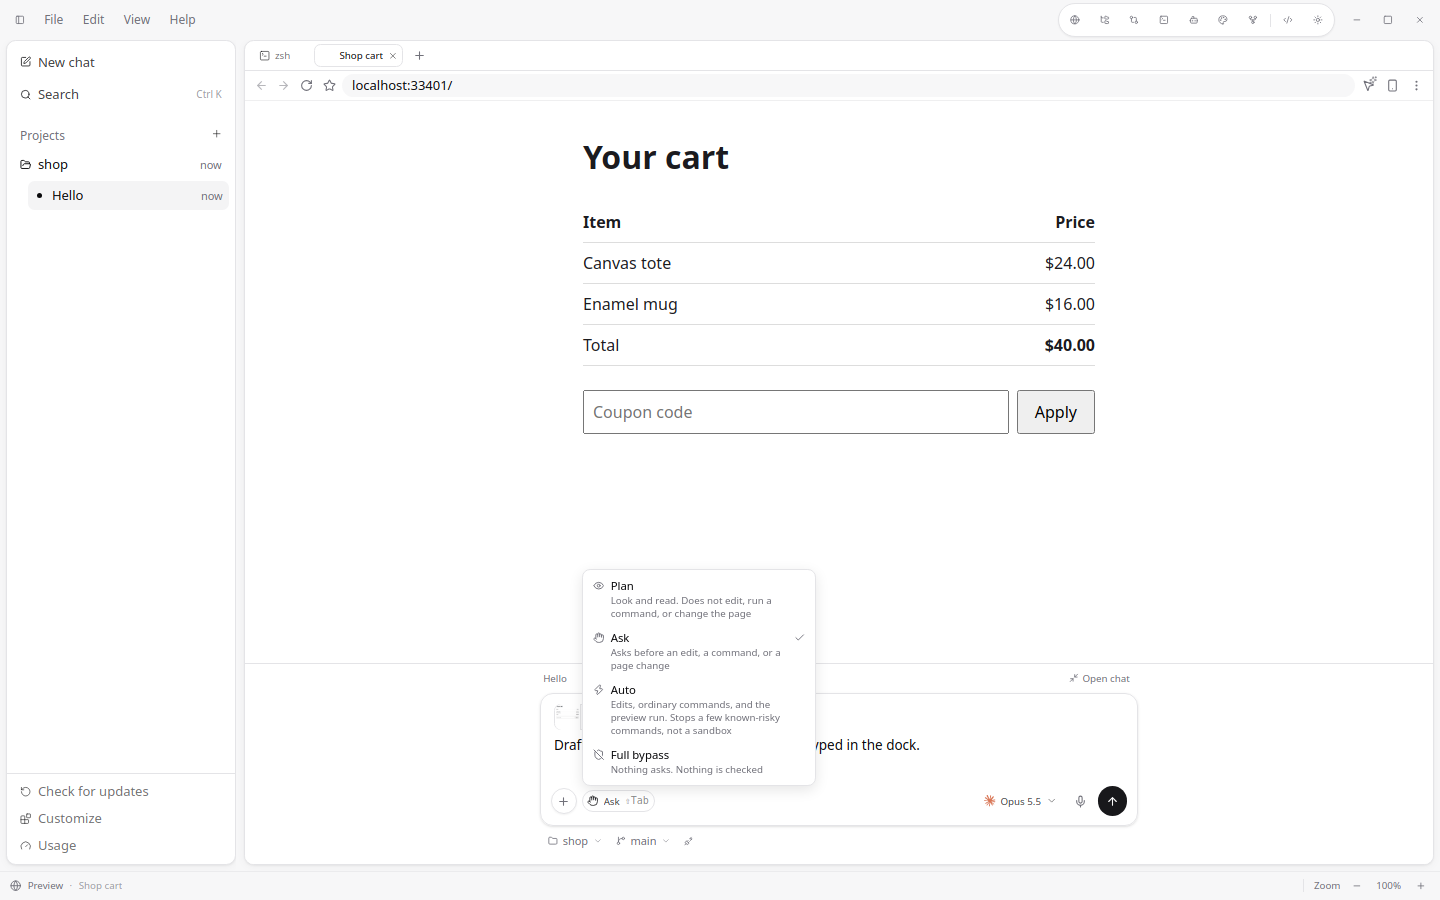 File Edit View Help
New chat
Search Ctrl K
Projects
shop now
Hello now
Check for updates
Customize
Usage
zsh Shop cart
localhost:33401/
Your cart
Item Price
Canvas tote $24.00
Enamel mug $16.00
Total $40.00
Coupon code Apply
Plan
Look and read. Does not edit, run a
command, or change the page
Ask
Asks before an edit, a command, or a
page change
Auto
Edits, ordinary commands, and the
preview run. Stops a few known-risky
commands, not a sandbox
Full bypass
Nothing asks. Nothing is checked
Hello Open chat
in the dock.
Ask ⇧Tab Opus 5.5
shop main
Preview · Shop cart Zoom 100%